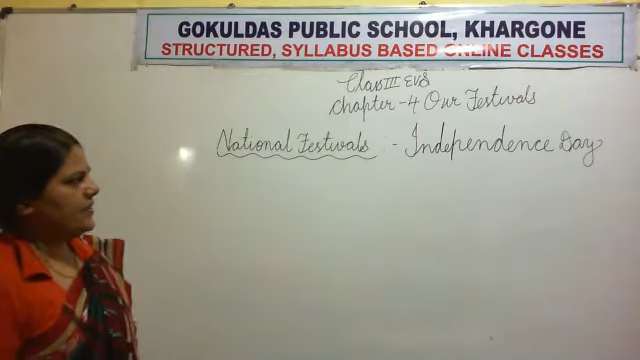 GOKULDAS PUBLIC SCHOOL, KHARGONE
STRUCTURED, SYLLABUS BASED ONLINE CLASSES
Class III EVS
Chapter -4 Our Festivals
National Festivals :- Independence Day